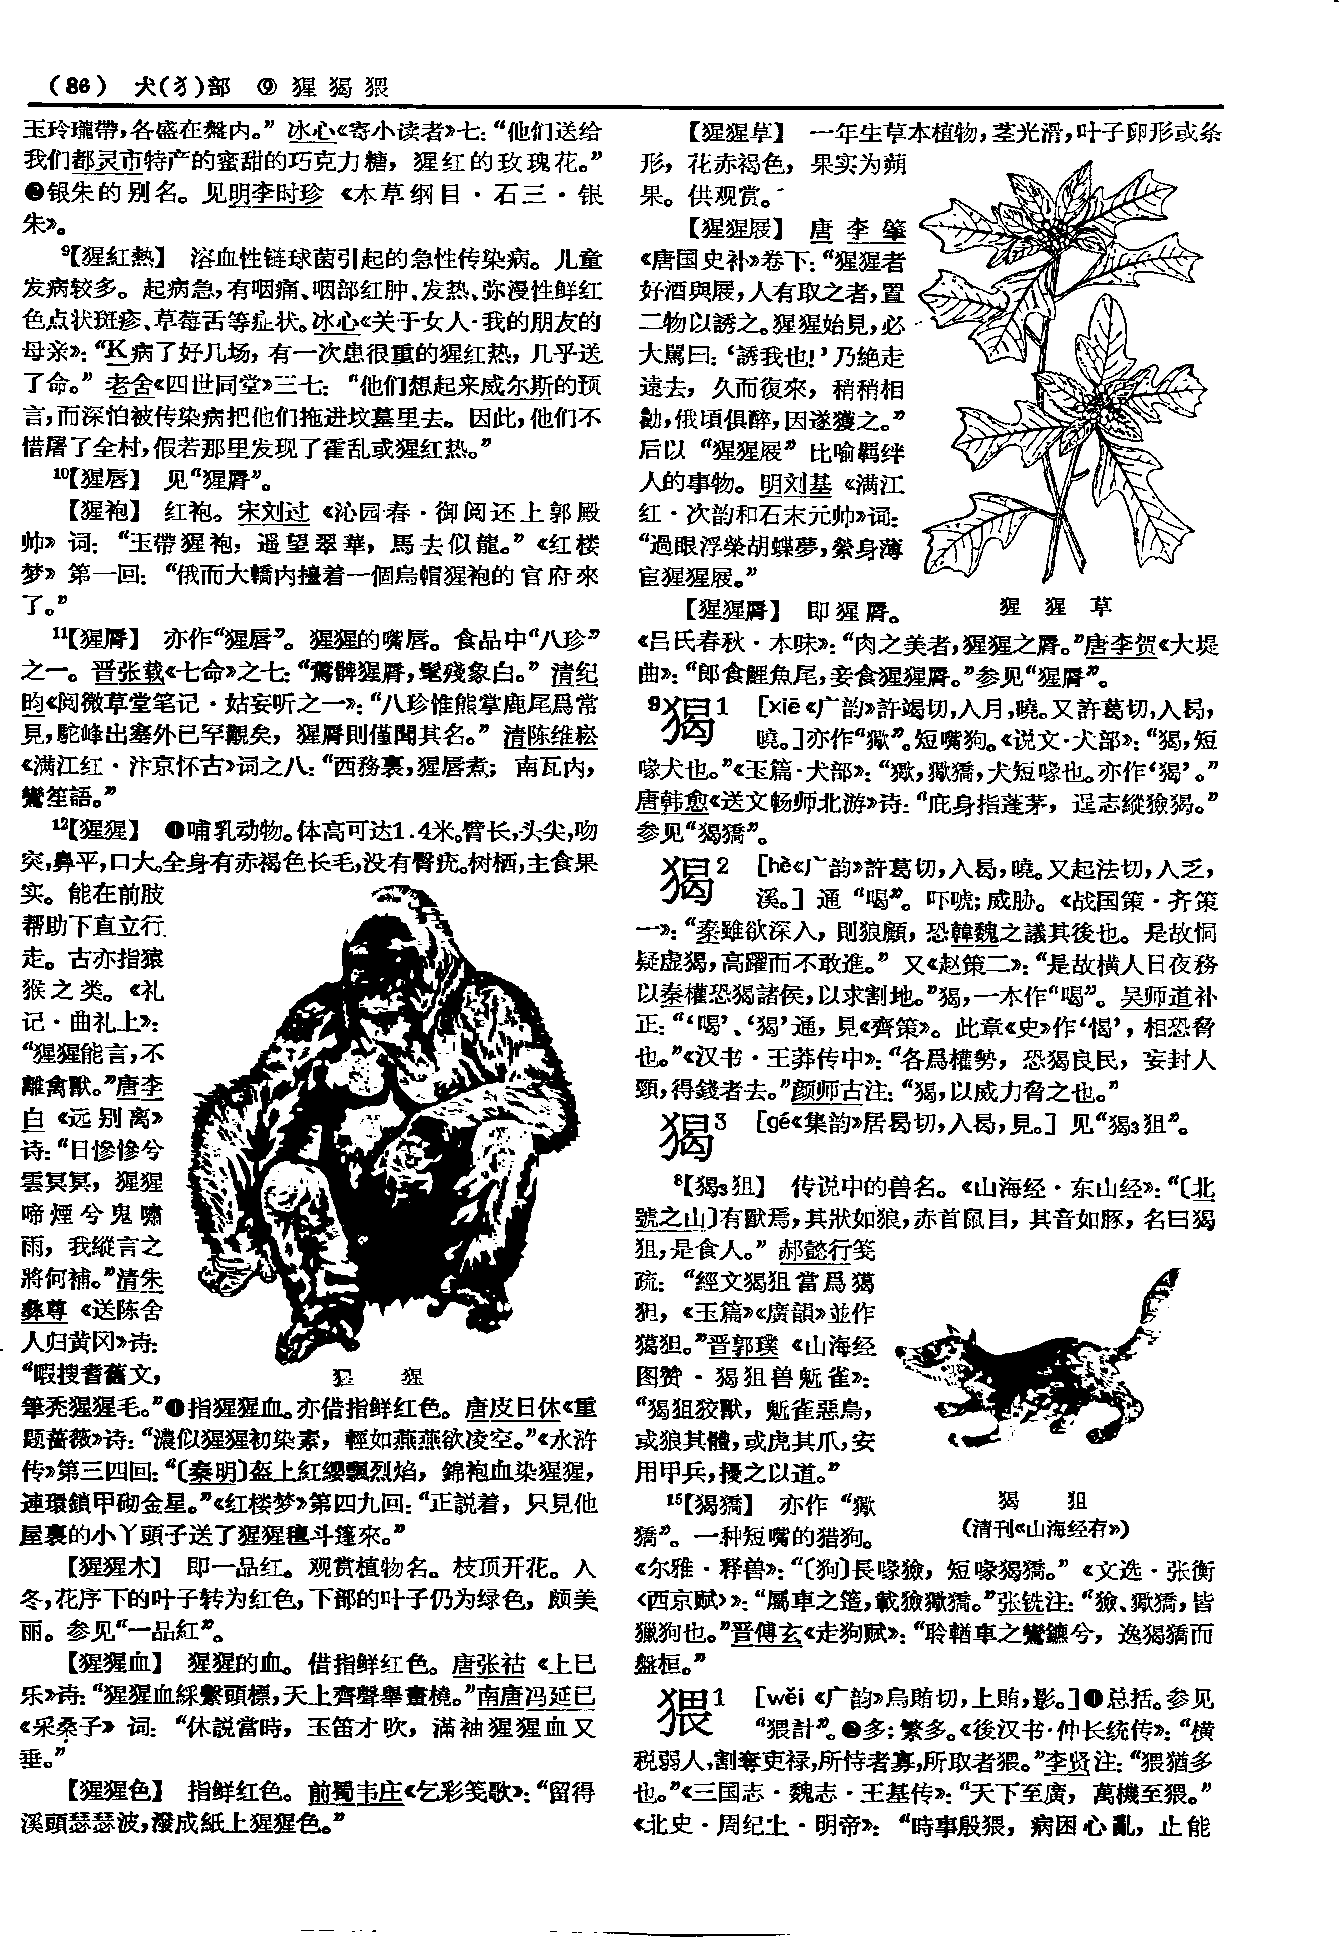 (86) 犬(犭)部 ⑨ 猩 猲 猥
玉玲瓏帶,各盛在盤内。”冰心《寄小读者》七:“他们送给
我们都灵市特产的蜜甜的巧克力糖，猩红的玫瑰花。”
❷银朱的别名。见明李时珍《本草纲目·石三·银
朱》。
9【猩紅熱】 溶血性链球菌引起的急性传染病。儿童
发病较多。起病急,有咽痛、咽部红肿、发热、弥漫性鲜红
色点状斑疹、草莓舌等症状。冰心《关于女人·我的朋友的
母亲》:“K病了好几场，有一次患很重的猩红热，几乎送
了命。”老舍《四世同堂》三七:“他们想起来威尔斯的预
言,而深怕被传染病把他们拖进坟墓里去。因此,他们不
惜屠了全村,假若那里发现了霍乱或猩红热。”
10【猩唇】 见“猩脣”。
【猩袍】 红袍。宋刘过《沁园春·御阅还上郭殿
帅》词:“玉帶猩袍，遥望翠華，馬去似龍。”《红楼
梦》第一回:“俄而大轎内擡着一個烏帽猩袍的官府來
了。”
11【猩脣】 亦作“猩唇”。猩猩的嘴唇。食品中“八珍”
之一。晋张载《七命》之七:“鷰髀猩脣,髦殘象白。”清纪
昀《阅微草堂笔记·姑妄听之一》:“八珍惟熊掌鹿尾爲常
見,駝峰出塞外已罕覯矣，猩脣則僅聞其名。”清陈维崧
《满江红·汴京怀古》词之八:“西務裏,猩唇煮；南瓦内,
鸞笙語。”
12【猩猩】 ❶哺乳动物。体高可达1.4米。臂长,头尖,吻
突,鼻平,口大。全身有赤褐色长毛,没有臀疣。树栖,主食果
实。能在前肢
帮助下直立行
走。古亦指猿
猴之类。《礼
记·曲礼上》:
“猩猩能言,不
離禽獸。”唐李
白《远别离》
诗:“日慘慘兮
雲冥冥，猩猩
啼煙兮鬼嘯
雨，我縱言之
將何補。”清朱
彝尊《送陈舍
人归黄冈》诗:
“暇搜耆舊文,
猩 猩
筆秃猩猩毛。”❶指猩猩血。亦借指鲜红色。唐皮日休《重
题蔷薇》诗:“濃似猩猩初染素，輕如燕燕欲凌空。”《水浒
传》第三四回:“〔秦明〕盔上紅纓飄烈焰，錦袍血染猩猩,
連環鎖甲砌金星。”《红楼梦》第四九回:“正説着，只見他
屋裏的小丫頭子送了猩猩氈斗篷來。”
【猩猩木】 即一品红。观赏植物名。枝顶开花。入
冬,花序下的叶子转为红色,下部的叶子仍为绿色，颇美
丽。参见“一品紅”。
【猩猩血】 猩猩的血。借指鲜红色。唐张祜《上巳
乐》诗:“猩猩血綵繫頭標,天上齊聲舉畫橈。”南唐冯延巳
《采桑子》词:“休説當時，玉笛才吹，滿袖猩猩血又
垂。”
【猩猩色】 指鲜红色。前蜀韦庄《乞彩笺歌》:“留得
溪頭瑟瑟波,潑成紙上猩猩色。”
【猩猩草】 一年生草本植物,茎光滑,叶子卵形或条
形，花赤褐色，果实为蒴
果。供观赏。
【猩猩屐】 唐李肇
《唐国史补》卷下:“猩猩者
好酒與屐,人有取之者,置
二物以誘之。猩猩始見,必
大罵曰:‘誘我也!’乃絶走
遠去，久而復來，稍稍相
勸,俄頃俱醉,因遂獲之。”
后以“猩猩屐”比喻羁绊
人的事物。明刘基《满江
红·次韵和石末元帅》词:
“過眼浮榮胡蝶夢,縈身薄
宦猩猩屐。”
猩 猩 草
【猩猩脣】 即猩脣。
《吕氏春秋·本味》:“肉之美者,猩猩之脣。”唐李贺《大堤
曲》:“郎食鯉魚尾,妾食猩猩脣。”参见“猩脣”。
9猲1 [xiē《广韵》許竭切,入月,曉。又許葛切,入曷,
曉。]亦作“獥”。短嘴狗。《说文·犬部》:“猲,短
喙犬也。”《玉篇·犬部》:“獥,獥獢,犬短喙也。亦作‘猲’。”
唐韩愈《送文畅师北游》诗:“庇身指蓬茅，逞志縱獫猲。”
参见“猲獢”。
猲2 [hè《广韵》許葛切,入曷,曉。又起法切,入乏,
溪。]通“喝”。吓唬;威胁。《战国策·齐策
一》:“秦雖欲深入，則狼顧，恐韓魏之議其後也。是故恫
疑虚猲,高躍而不敢進。”又《赵策二》:“是故横人日夜務
以秦權恐猲諸侯,以求割地。”猲,一本作“喝”。吴师道补
正:“‘喝’、‘猲’通，見《齊策》。此章《史》作‘愒’，相恐脅
也。”《汉书·王莽传中》:“各爲權勢，恐猲良民，妄封人
頸,得錢者去。”颜师古注:“猲,以威力脅之也。”
猲3 [gé《集韵》居曷切,入曷,見。]见“猲3狙”。
8【猲3狙】 传说中的兽名。《山海经·东山经》:“〔北
號之山〕有獸焉,其狀如狼,赤首鼠目，其音如豚，名曰猲
狙,是食人。”郝懿行笺
疏:“經文猲狙當爲獦
狚，《玉篇》《廣韻》並作
獦狚。”晋郭璞《山海经
图赞·猲狙兽鬿雀》:
“猲狙狡獸，鬿雀惡鳥,
或狼其體,或虎其爪,安
用甲兵,擾之以道。”
猲 狙
(清刊《山海经存》)
15【猲獢】 亦作“獥
獢”。一种短嘴的猎狗。
《尔雅·释兽》:“〔狗〕長喙獫，短喙猲獢。”《文选·张衡
〈西京赋〉》:“屬車之簉,載獫獥獢。”张铣注:“獫、獥獢,皆
獵狗也。”晋傅玄《走狗赋》:“聆輶車之鸞鑣兮，逸猲獢而
盤桓。”
猥1 [wěi《广韵》烏賄切,上賄,影。]❶总括。参见
“猥計”。❷多;繁多。《後汉书·仲长统传》:“横
税弱人,割奪吏禄,所恃者寡,所取者猥。”李贤注:“猥猶多
也。”《三国志·魏志·王基传》:“天下至廣，萬機至猥。”
《北史·周纪上·明帝》:“時事殷猥，病困心亂，止能